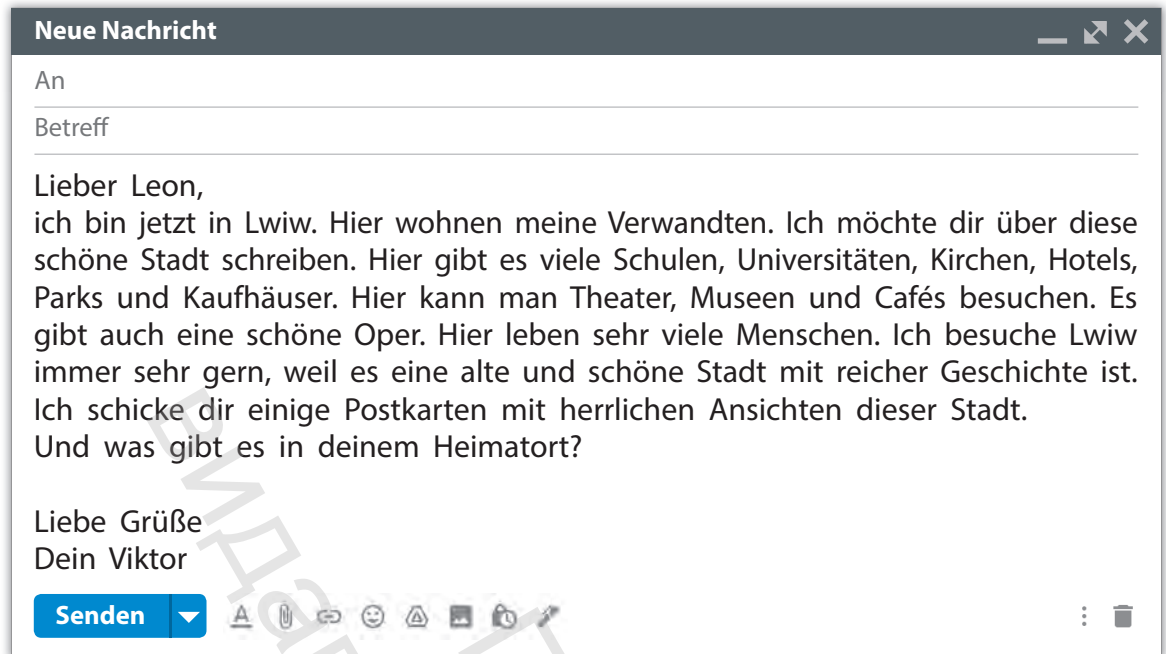 Neue Nachricht
An
Betreff
Lieber Leon,
ich bin jetzt in Lwiw. Hier wohnen meine Verwandten. Ich möchte dir über diese
schöne Stadt schreiben. Hier gibt es viele Schulen, Universitäten, Kirchen, Hotels,
Parks und Kaufhäuser. Hier kann man Theater, Museen und Cafés besuchen. Es
gibt auch eine schöne Oper. Hier leben sehr viele Menschen. Ich besuche Lwiw
immer sehr gern, weil es eine alte und schöne Stadt mit reicher Geschichte ist.
Ich schicke dir einige Postkarten mit herrlichen Ansichten dieser Stadt.
Und was gibt es in deinem Heimatort?
Liebe Grüße
Dein Viktor
Senden